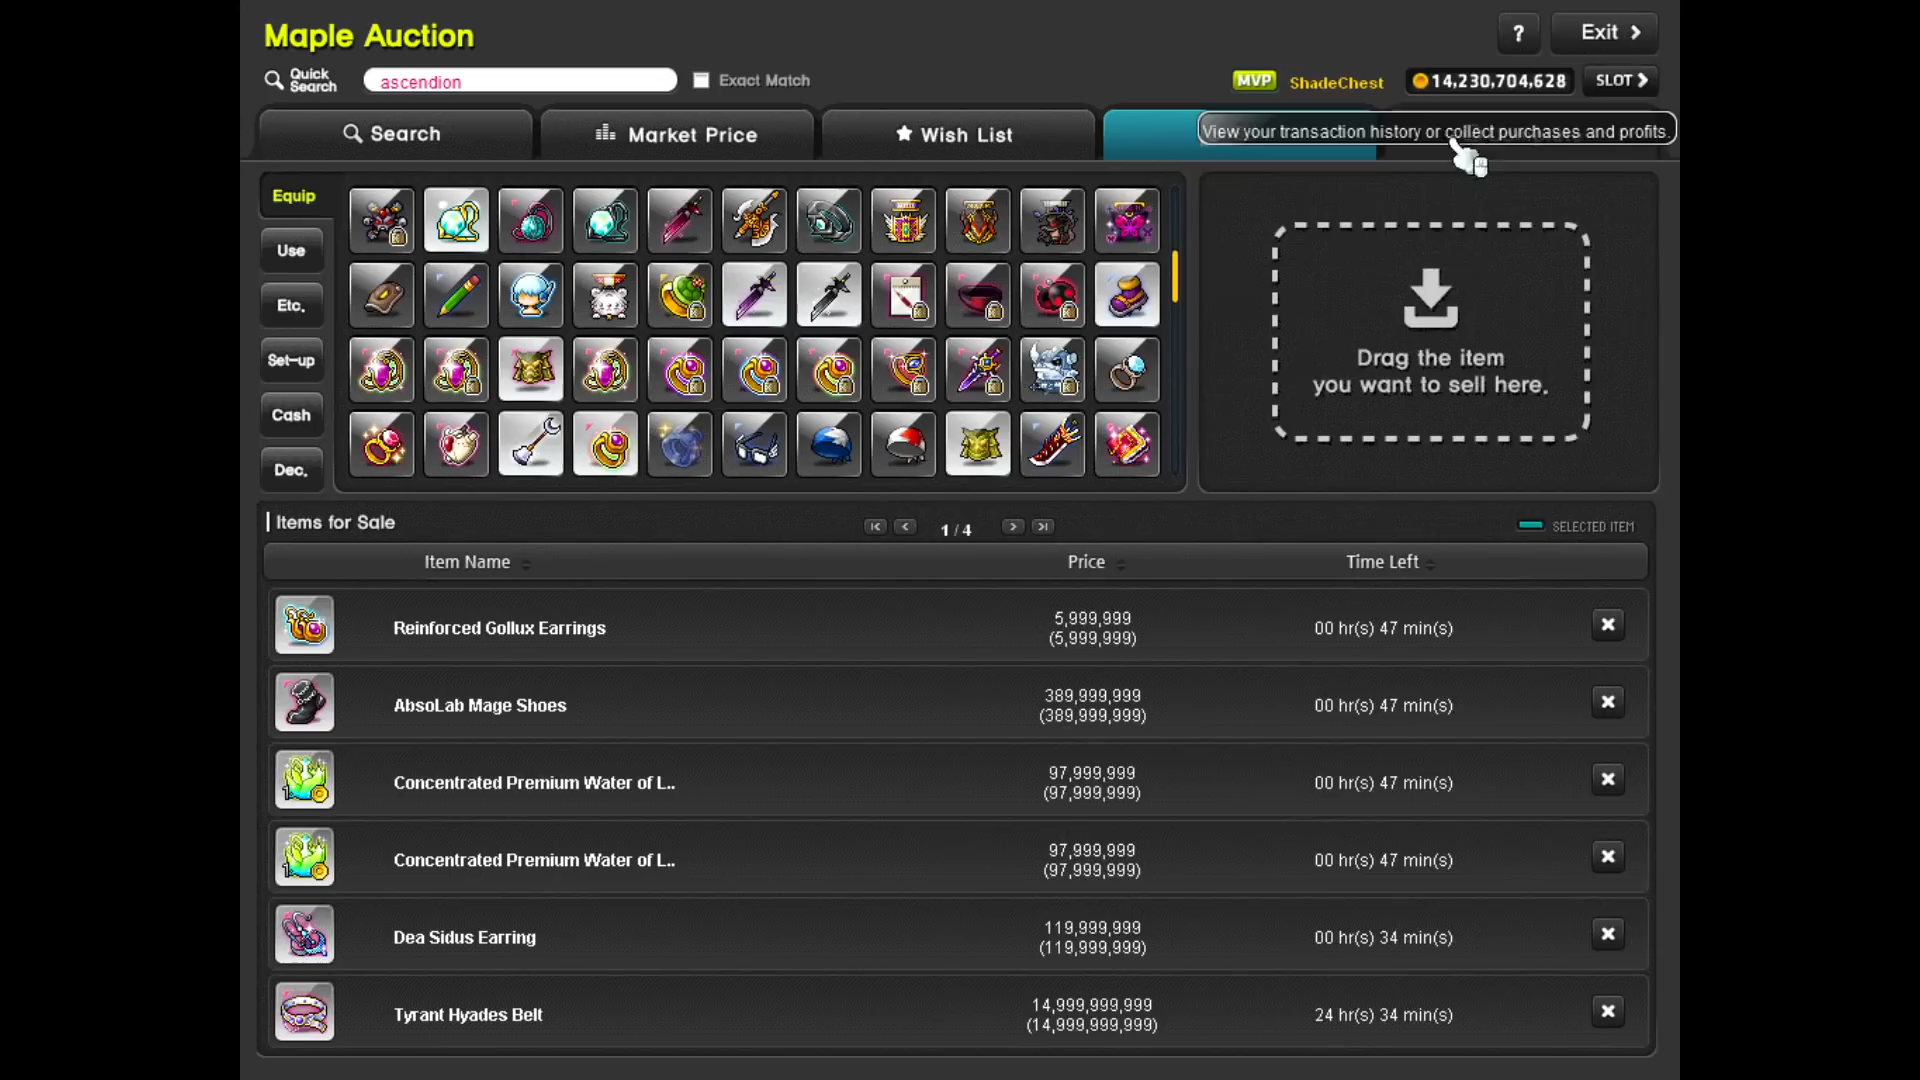 Maple Auction
?
Exit
Quick Search
ascendion
Exact Match
MVP
ShadeChest
14,230,704,628
SLOT
Search
Market Price
Wish List
View your transaction history or collect purchases and profits.
Equip
Use
Etc.
Set-up
Cash
Dec.
Drag the item
you want to sell here.
Items for Sale
1 / 4
SELECTED ITEM
Item Name
Price
Time Left
Reinforced Gollux Earrings
5,999,999
(5,999,999)
00 hr(s) 47 min(s)
AbsoLab Mage Shoes
389,999,999
(389,999,999)
00 hr(s) 47 min(s)
1
Concentrated Premium Water of L..
97,999,999
(97,999,999)
00 hr(s) 47 min(s)
1
Concentrated Premium Water of L..
97,999,999
(97,999,999)
00 hr(s) 47 min(s)
Dea Sidus Earring
119,999,999
(119,999,999)
00 hr(s) 34 min(s)
Tyrant Hyades Belt
14,999,999,999
(14,999,999,999)
24 hr(s) 34 min(s)